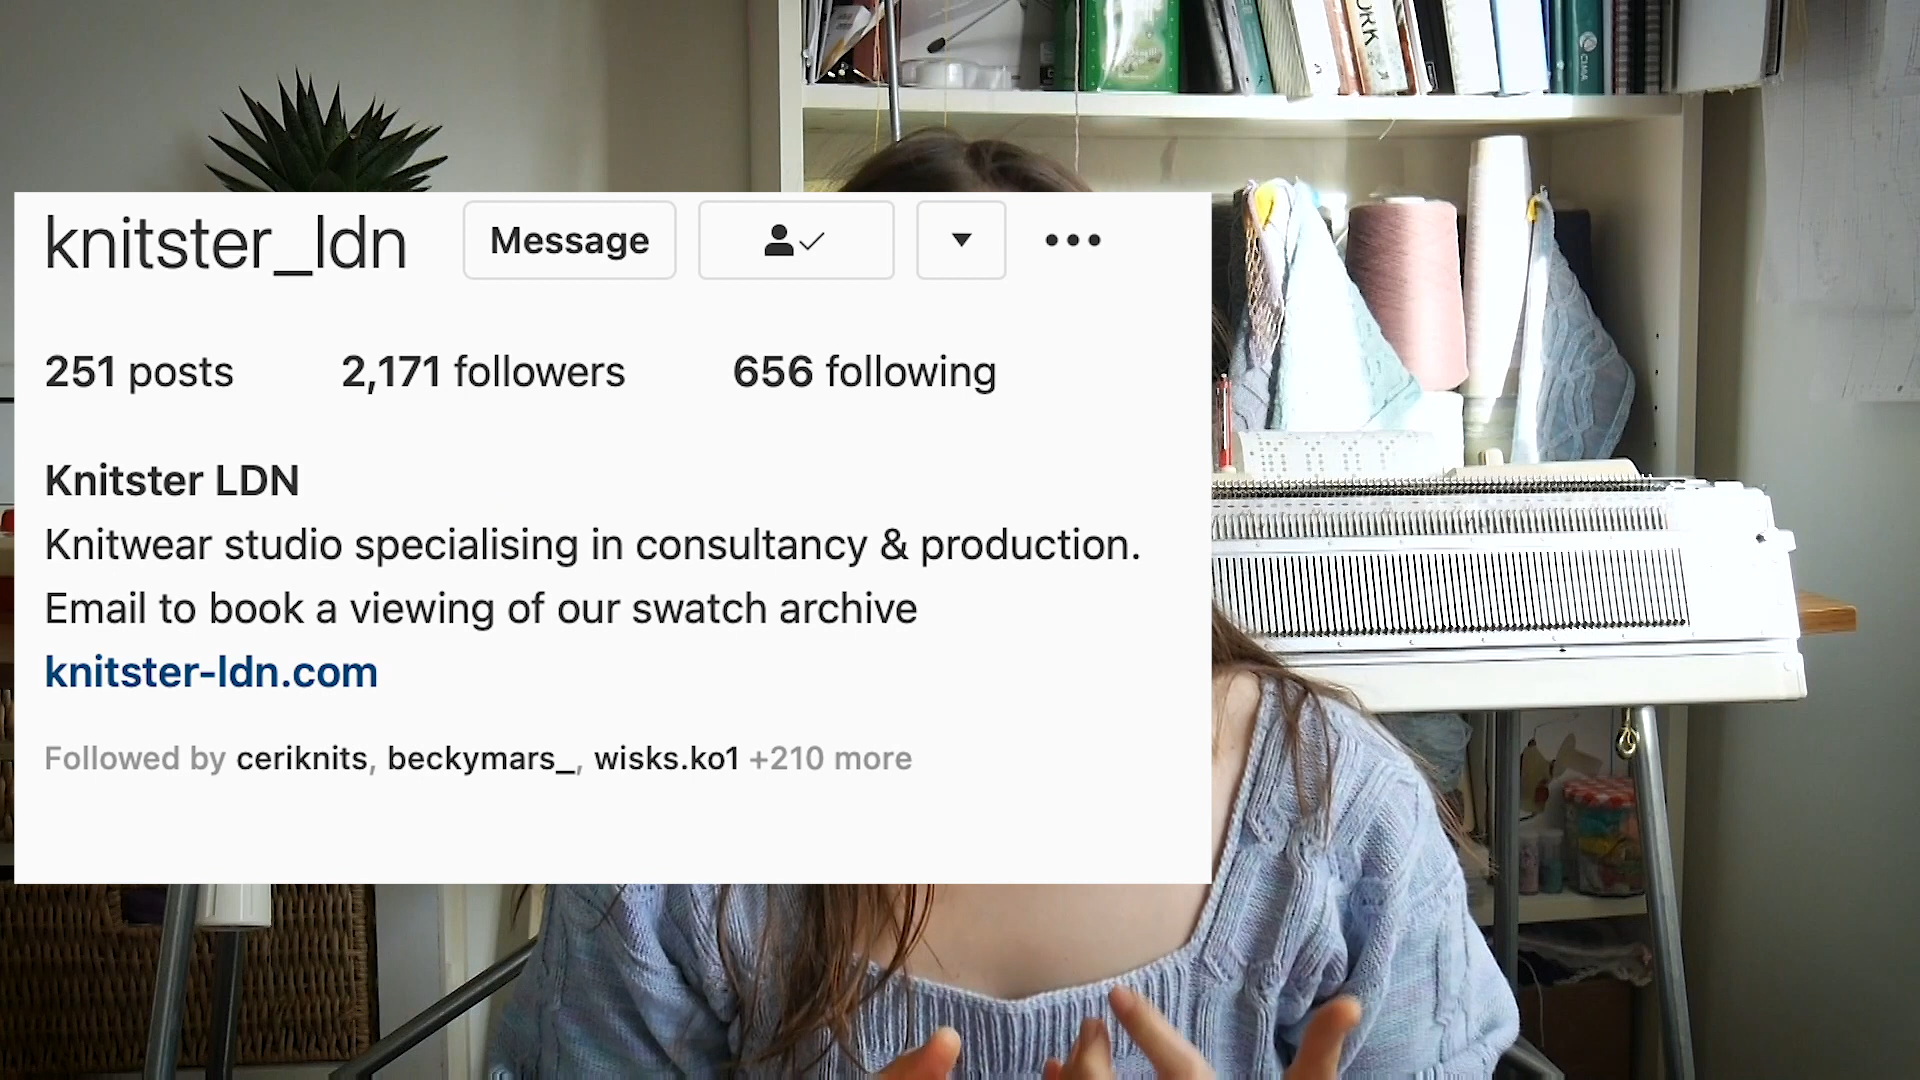 knitster_ldn Message
251 posts 2,171 followers 656 following
Knitster LDN
Knitwear studio specialising in consultancy & production.
Email to book a viewing of our swatch archive
knitster-ldn.com
Followed by ceriknits, beckymars_, wisks.ko1 +210 more